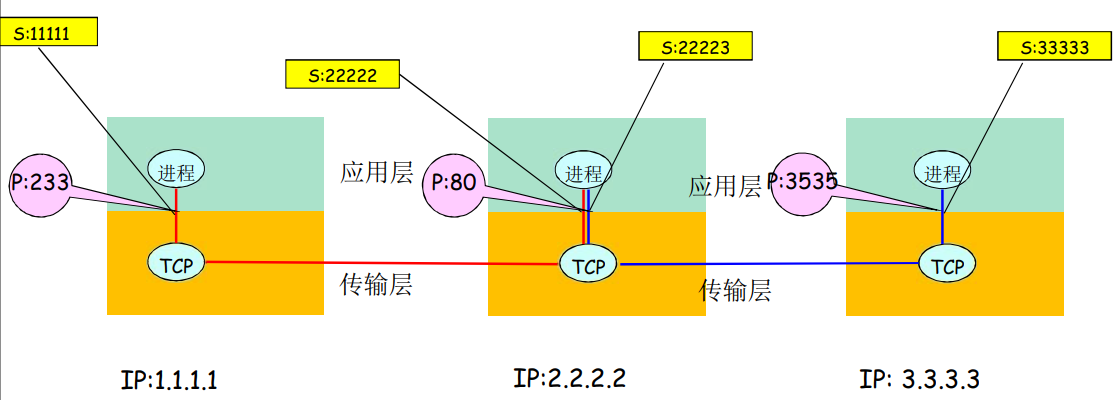 S:11111
S:22222
S:22223
S:33333
P:233
进程
应用层
P:80
进程
应用层
P:3535
进程
TCP
传输层
TCP
传输层
TCP
IP:1.1.1.1
IP:2.2.2.2
IP: 3.3.3.3